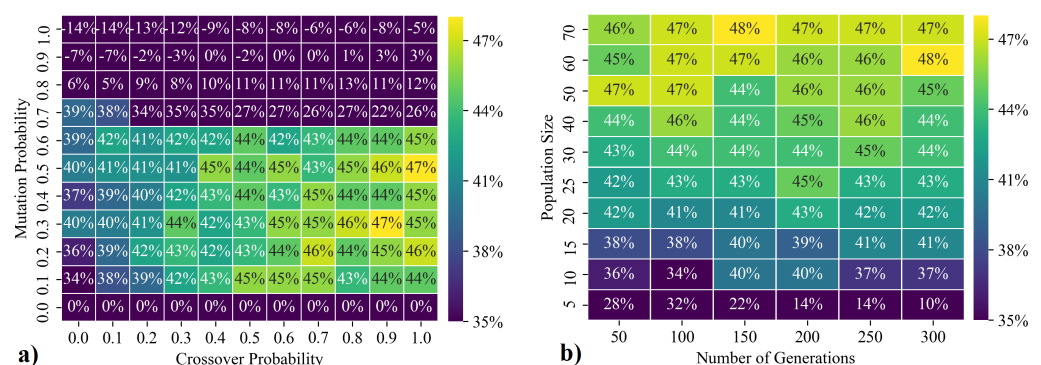 1.0 -14% -14% -13% -12% -9% -8% -8% -6% -8% -8% -5%
0.9 -7% -7% -2% -3% 0% -2% 0% 0% 1% 3% 3%
0.8 6% 5% 9% 8% 10% 11% 11% 11% 13% 11% 12%
0.7 39% 38% 34% 35% 35% 27% 27% 26% 27% 22% 26%
0.6 39% 42% 41% 42% 42% 44% 42% 43% 44% 44% 45%
0.5 40% 41% 41% 41% 45% 44% 45% 43% 45% 46% 47%
0.4 37% 39% 40% 42% 43% 44% 43% 45% 44% 44% 45%
0.3 40% 40% 41% 44% 42% 43% 45% 45% 46% 47% 45%
0.2 36% 39% 42% 43% 42% 43% 44% 46% 44% 45% 46%
0.1 34% 38% 39% 42% 43% 45% 45% 45% 43% 44% 44%
0.0 0% 0% 0% 0% 0% 0% 0% 0% 0% 0% 0%
0.0 0.1 0.2 0.3 0.4 0.5 0.6 0.7 0.8 0.9 1.0
Mutation Probability
Crossover Probability
47%
44%
41%
38%
35%
a)
70 46% 47% 48% 47% 47% 47%
60 45% 47% 47% 46% 46% 48%
50 47% 47% 44% 46% 46% 45%
40 44% 46% 44% 45% 46% 44%
30 43% 44% 44% 44% 45% 44%
25 42% 43% 43% 45% 43% 43%
20 42% 41% 41% 43% 42% 42%
15 38% 38% 40% 39% 41% 41%
10 36% 34% 40% 40% 37% 37%
5 28% 32% 22% 14% 14% 10%
50 100 150 200 250 300
Population Size
Number of Generations
47%
44%
41%
38%
35%
b)